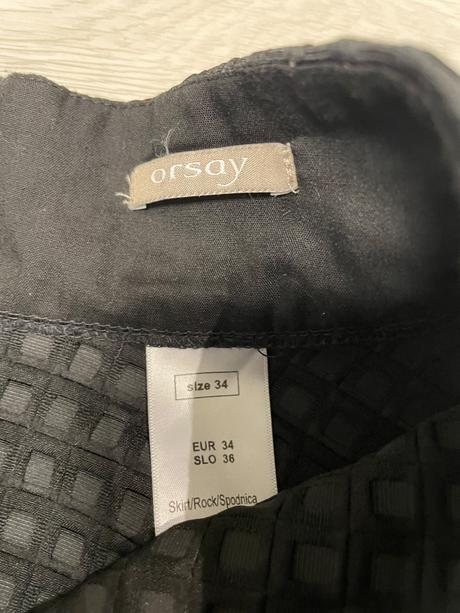 orsay
size 34
EUR 34
SLO 36
Skirt/Rock/Spodnica